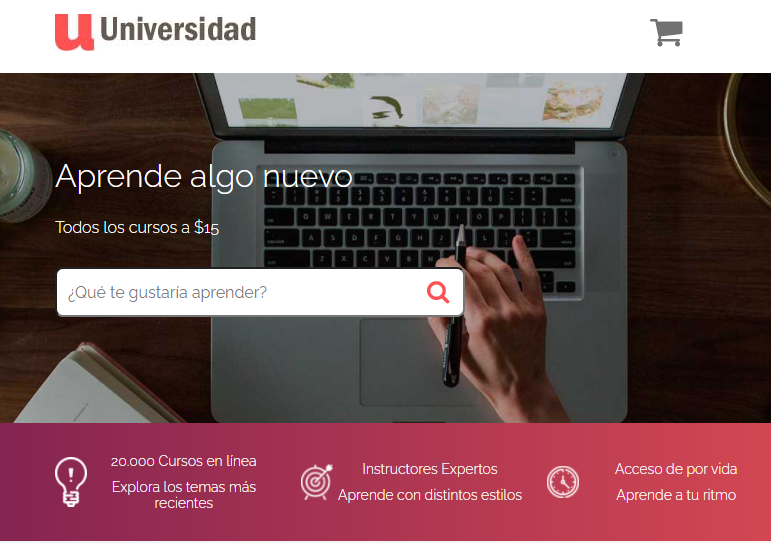 Universidad
Aprende algo nuevo
Todos los cursos a $15
¿Qué te gustaría aprender?
20.000 Cursos en línea
Explora los temas más
recientes
Instructores Expertos
Aprende con distintos estilos
Acceso de por vida
Aprende a tu ritmo